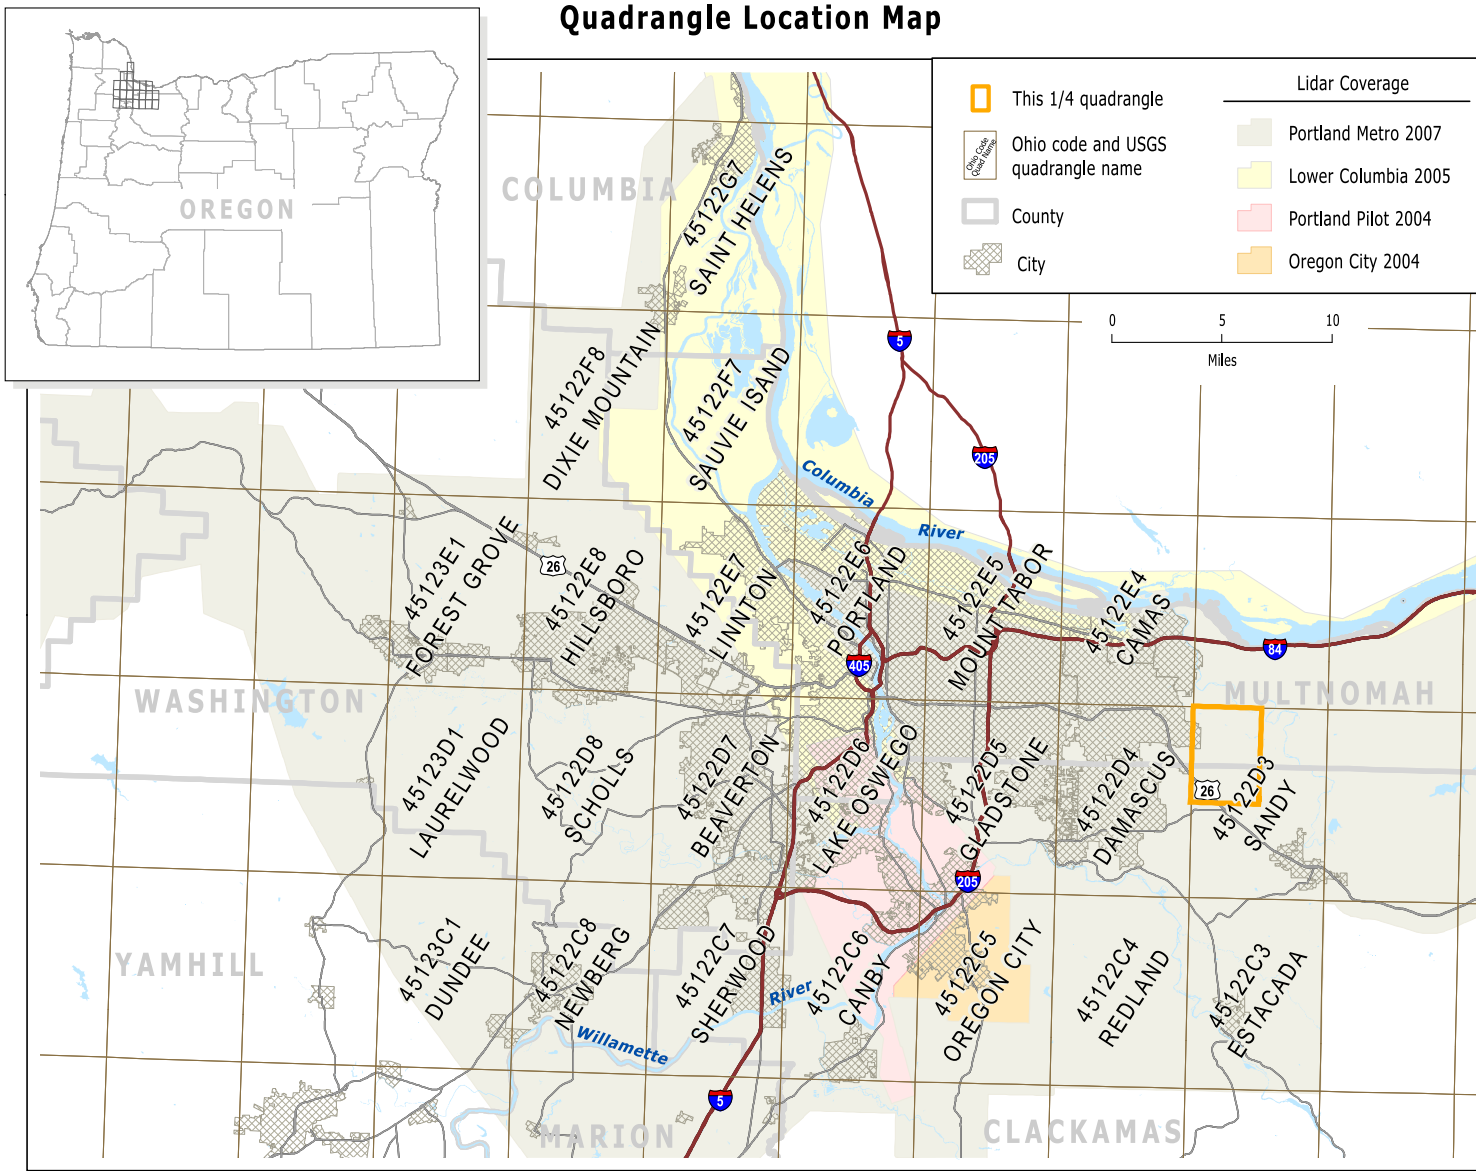 Quadrangle Location Map
OREGON
This 1/4 quadrangle
Ohio Code
Quad Name
Ohio code and USGS
quadrangle name
County
City
Lidar Coverage
Portland Metro 2007
Lower Columbia 2005
Portland Pilot 2004
Oregon City 2004
0 5 10
Miles
COLUMBIA
45122G7
SAINT HELENS
5
45122F8
DIXIE MOUNTAIN
45122F7
SAUVIE ISAND
205
Columbia
River
45123E1
FOREST GROVE
26
45122E8
HILLSBORO
45122E7
LINNTON
45122E6
PORTLAND
45122E5
MOUNT TABOR
45122E4
CAMAS
405
84
WASHINGTON
MULTNOMAH
45123D1
LAURELWOOD
45122D8
SCHOLLS
45122D7
BEAVERTON
45122D6
LAKE OSWEGO
45122D5
GLADSTONE
45122D4
DAMASCUS
26
45122D3
SANDY
205
YAMHILL
45123C1
DUNDEE
45122C8
NEWBERG
45122C7
SHERWOOD
45122C6
CANBY
45122C5
OREGON CITY
45122C4
REDLAND
45122C3
ESTACADA
River
Willamette
5
MARION
CLACKAMAS